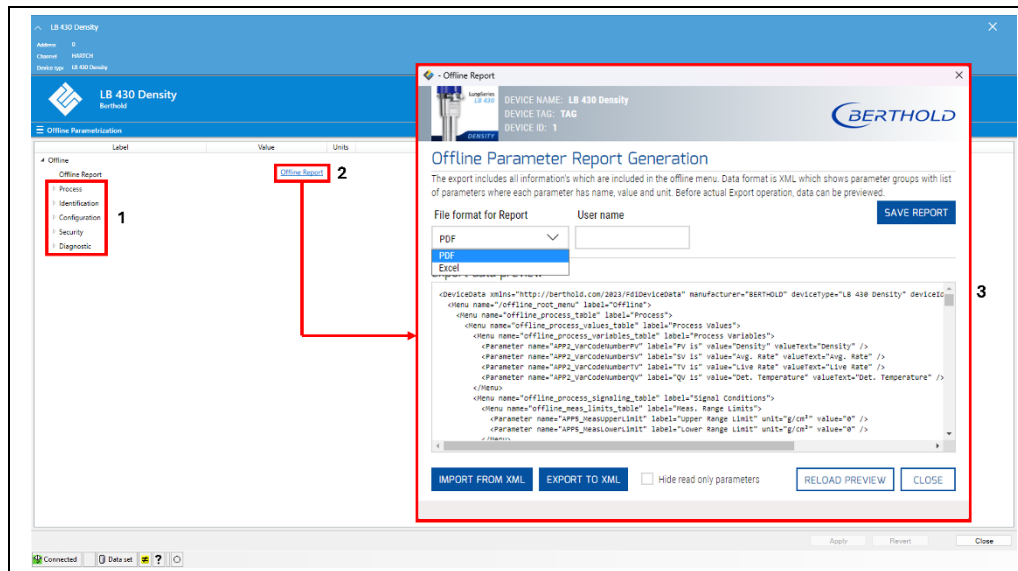 LB 430 Density
Address 0
Channel HARTCH
Device type LB 430 Density
LB 430 Density
Berthold
Offline Parametrization
Label Value Units
Offline
Offline Report Offline Report 2
Process
Identification
Configuration
Security
Diagnostic
1
- Offline Report
LongSeries
LB 430
DENSITY
DEVICE NAME: LB 430 Density
DEVICE TAG: TAG
DEVICE ID: 1
BERTHOLD
Offline Parameter Report Generation
The export includes all information's which are included in the offline menu. Data format is XML which shows parameter groups with list
of parameters where each parameter has name, value and unit. Before actual Export operation, data can be previewed.
File format for Report User name SAVE REPORT
PDF
PDF
Excel
3
<DeviceData xmlns="http://berthold.com/2023/FdiDeviceData" manufacturer="BERTHOLD" deviceType="LB 430 Density" deviceId
<Menu name="/offline_root_menu" label="Offline">
<Menu name="offline_process_table" label="Process">
<Menu name="offline_process_values_table" label="Process Values">
<Menu name="offline_process_variables_table" label="Process Variables">
<Parameter name="APP2_VarCodeNumberPV" label="PV is" value="Density" valueText="Density" />
<Parameter name="APP2_VarCodeNumberSV" label="SV is" value="Avg. Rate" valueText="Avg. Rate" />
<Parameter name="APP2_VarCodeNumberTV" label="TV is" value="Live Rate" valueText="Live Rate" />
<Parameter name="APP2_VarCodeNumberQV" label="QV is" value="Det. Temperature" valueText="Det. Temperature" />
</Menu>
<Menu name="offline_process_signaling_table" label="Signal Conditions">
<Menu name="offline_meas_limits_table" label="Meas. Range Limits">
<Parameter name="APP5_MeasUpperLimit" label="Upper Range Limit" unit="g/cm³" value="0" />
<Parameter name="APP5_MeasLowerLimit" label="Lower Range Limit" unit="g/cm³" value="0" />
</Menu>
IMPORT FROM XML EXPORT TO XML Hide read only parameters RELOAD PREVIEW CLOSE
Apply Revert Close
Connected Data set ?